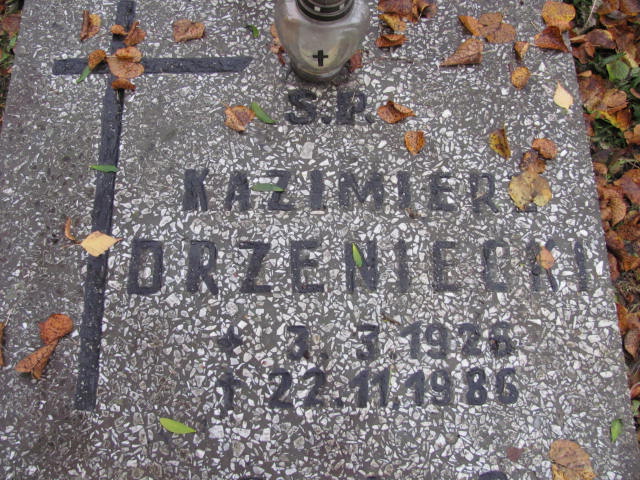 Ś.P.
KAZIMIERZ
DRZENIECKI
* 3. 3.1926
† 22.11.1986